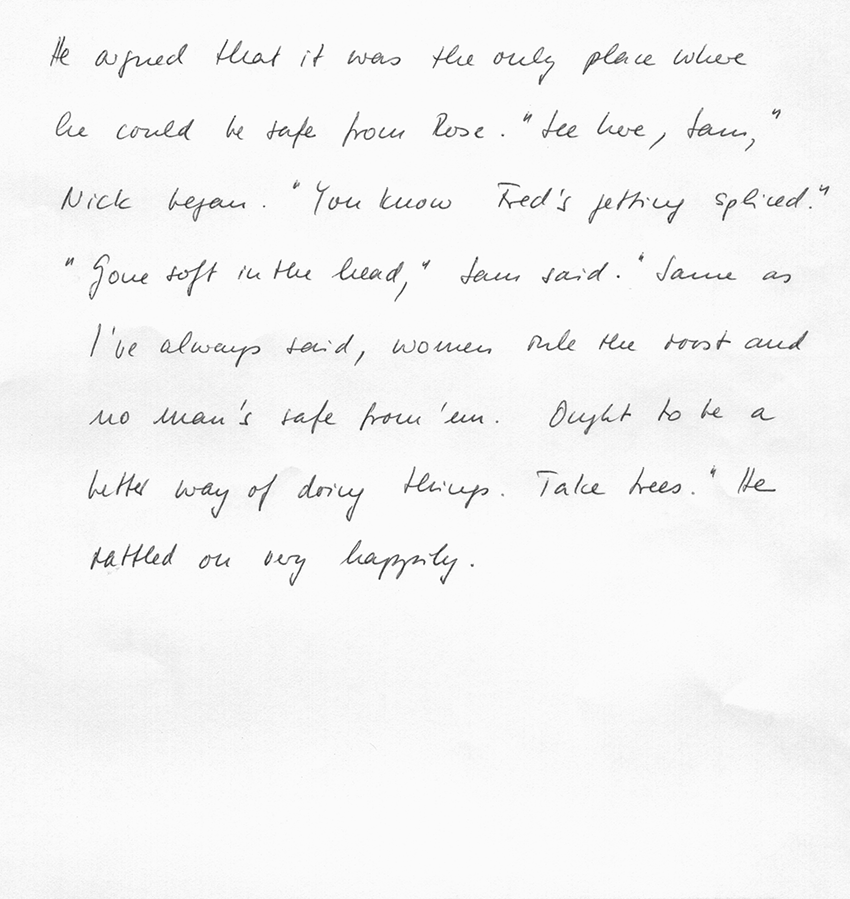 He argued that it was the only place where
he could be safe from Rose. "See here, Sam,"
Nick began. "You know Fred's getting spliced."
"Gone soft in the head," Sam said. "Same as
I've always said, women rule the roost and
no man's safe from 'em. Ought to be a
better way of doing things. Take trees." He
rattled on very happily.